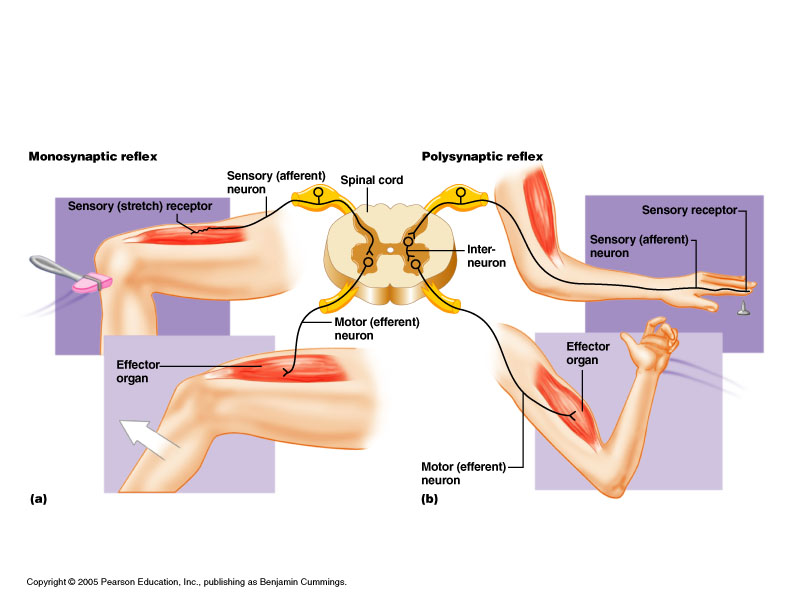 Monosynaptic reflex
Sensory (afferent)
neuron
Spinal cord
Sensory (stretch) receptor
Motor (efferent)
neuron
Effector
organ
(a)
Polysynaptic reflex
Sensory receptor
Sensory (afferent)
neuron
Inter-
neuron
Effector
organ
Motor (efferent)
neuron
(b)
Copyright © 2005 Pearson Education, Inc., publishing as Benjamin Cummings.